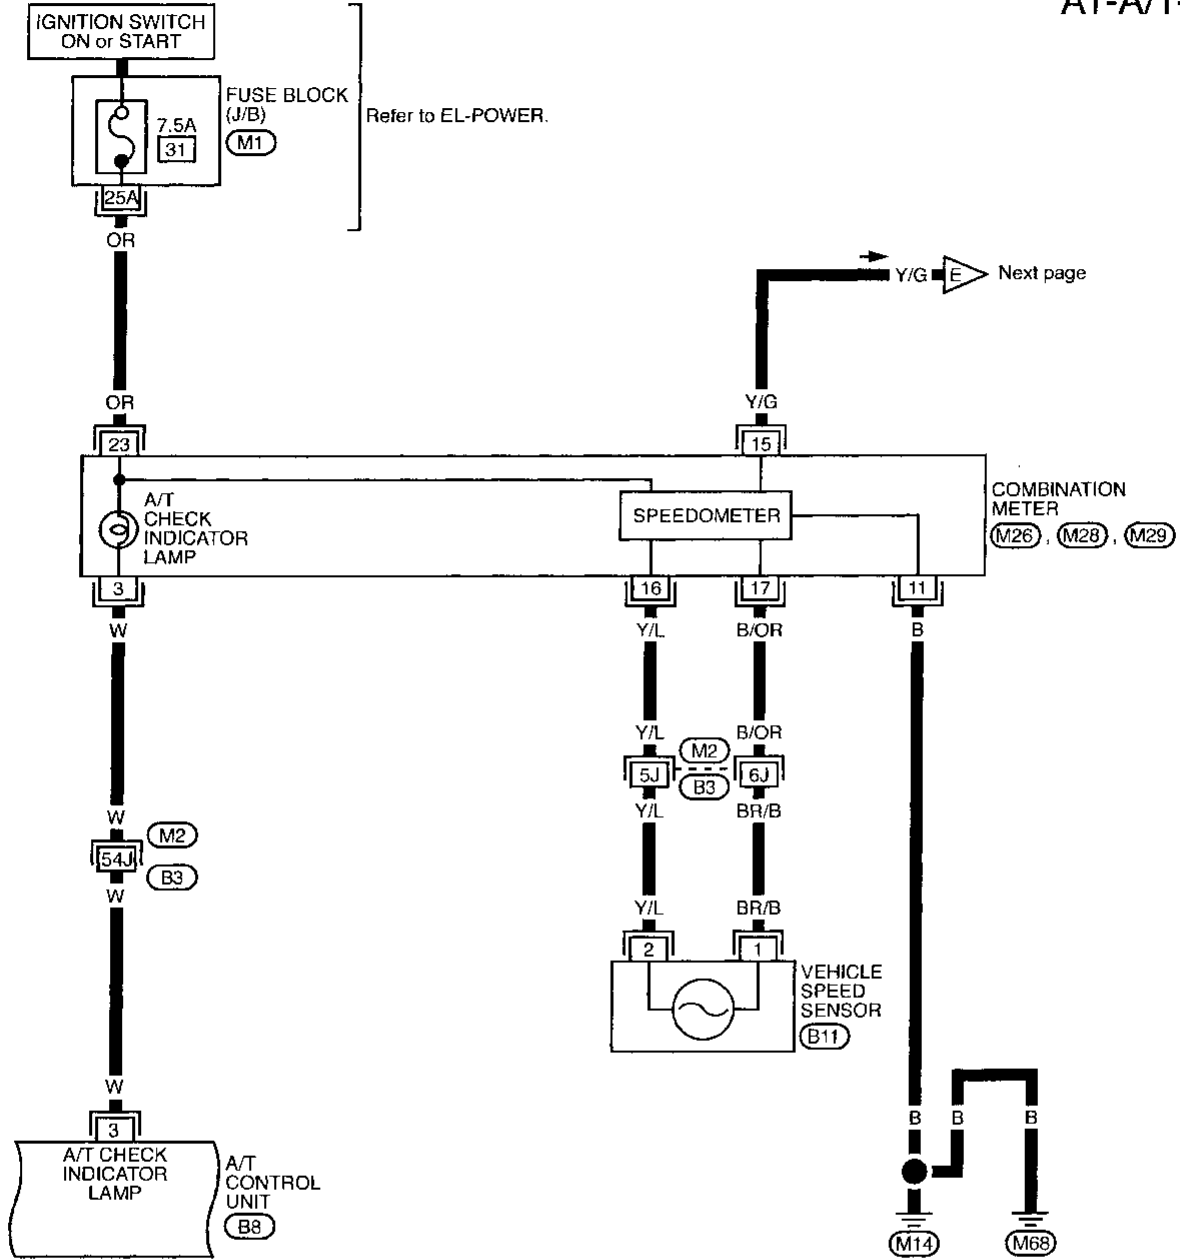 AT-A/T-
IGNITION SWITCH
ON or START
FUSE BLOCK
(J/B)
M1
7.5A
31
Refer to EL-POWER.
25A
OR
Y/G
E
Next page
OR
Y/G
23
15
A/T
CHECK
INDICATOR
LAMP
SPEEDOMETER
COMBINATION
METER
M26 , M28 , M29
3
16
17
11
W
Y/L
B/OR
B
Y/L
B/OR
M2
5J
6J
B3
Y/L
BR/B
W
M2
54J
B3
W
Y/L
BR/B
2
1
VEHICLE
SPEED
SENSOR
B11
W
B
B
B
3
A/T CHECK
INDICATOR
LAMP
A/T
CONTROL
UNIT
B8
M14
M68